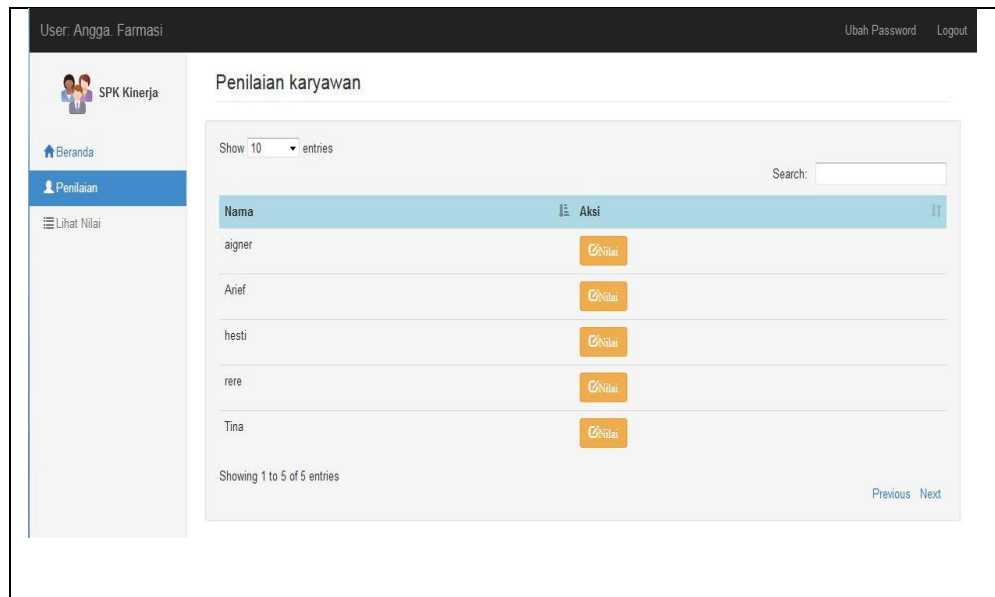 User: Angga. Farmasi Ubah Password Logout
SPK Kinerja
Penilaian karyawan
Beranda
Penilaian
Lihat Nilai
Show 10 entries
Search:
Nama Aksi
aigner Nilai
Arief Nilai
hesti Nilai
rere Nilai
Tina Nilai
Showing 1 to 5 of 5 entries
Previous Next